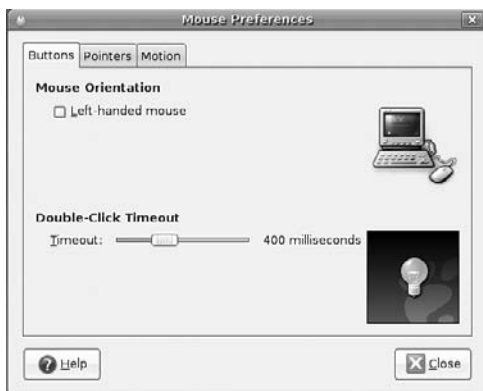 Mouse Preferences
Buttons Pointers Motion
Mouse Orientation
Left-handed mouse
Double-Click Timeout
Timeout: 400 milliseconds
Help Close